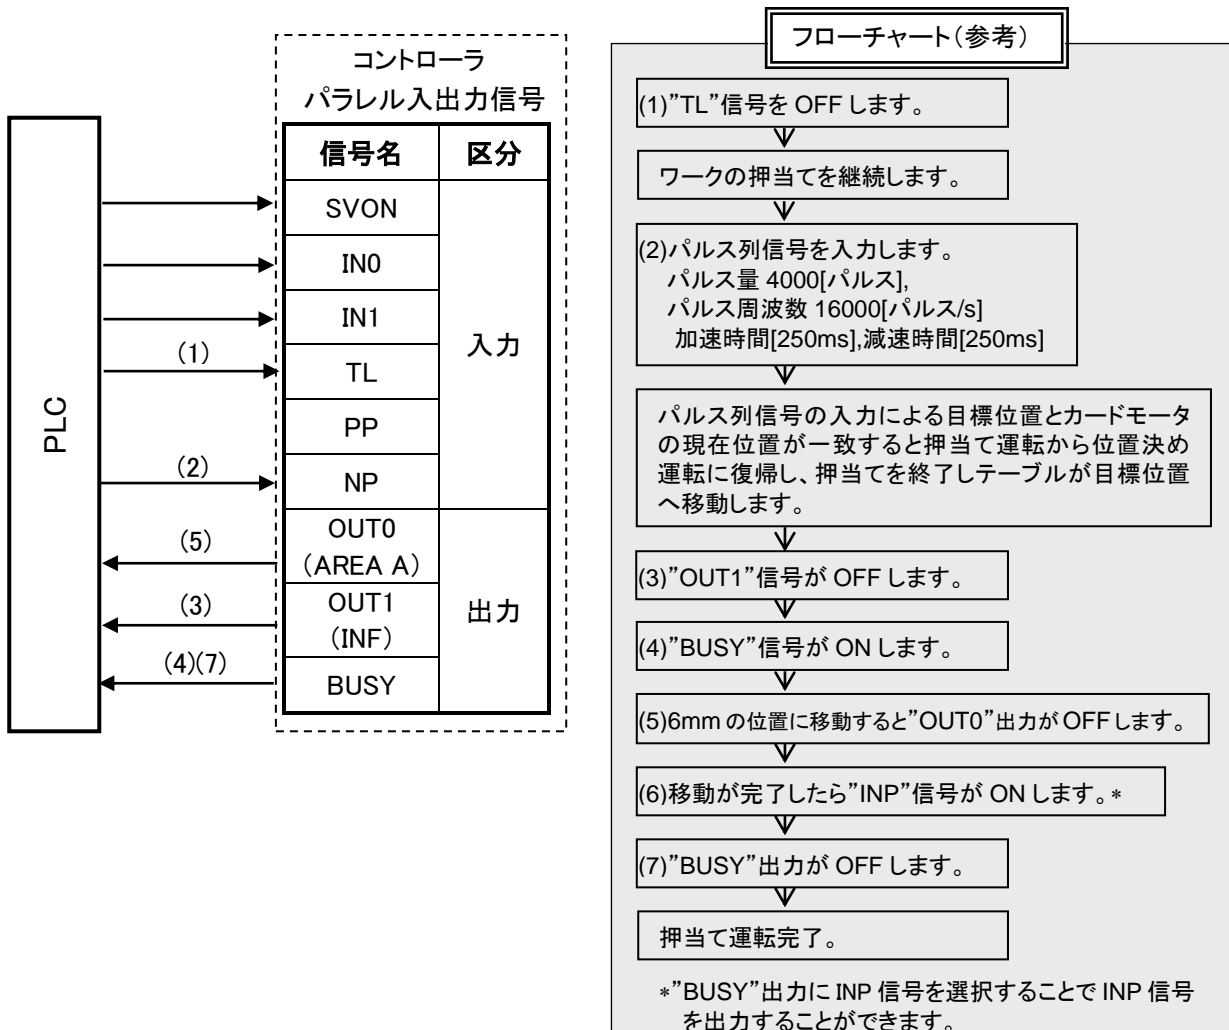 コントローラ
パラレル入出力信号
信号名 区分
SVON
IN0
IN1
TL
PP
NP
入力
OUT0
(AREA A)
OUT1
(INF)
BUSY
出力
PLC
(1)
(2)
(5)
(3)
(4)(7)
フローチャート(参考)
(1)”TL”信号を OFF します。
ワークの押当てを継続します。
(2)パルス列信号を入力します。
パルス量 4000[パルス],
パルス周波数 16000[パルス/s]
加速時間[250ms],減速時間[250ms]
パルス列信号の入力による目標位置とカードモータ
の現在位置が一致すると押当て運転から位置決め
運転に復帰し、押当てを終了しテーブルが目標位置
へ移動します。
(3)”OUT1”信号が OFF します。
(4)”BUSY”信号が ON します。
(5)6mm の位置に移動すると”OUT0”出力が OFF します。
(6)移動が完了したら”INP”信号が ON します。*
(7)”BUSY”出力が OFF します。
押当て運転完了。
*”BUSY”出力に INP 信号を選択することで INP 信号
を出力することができます。